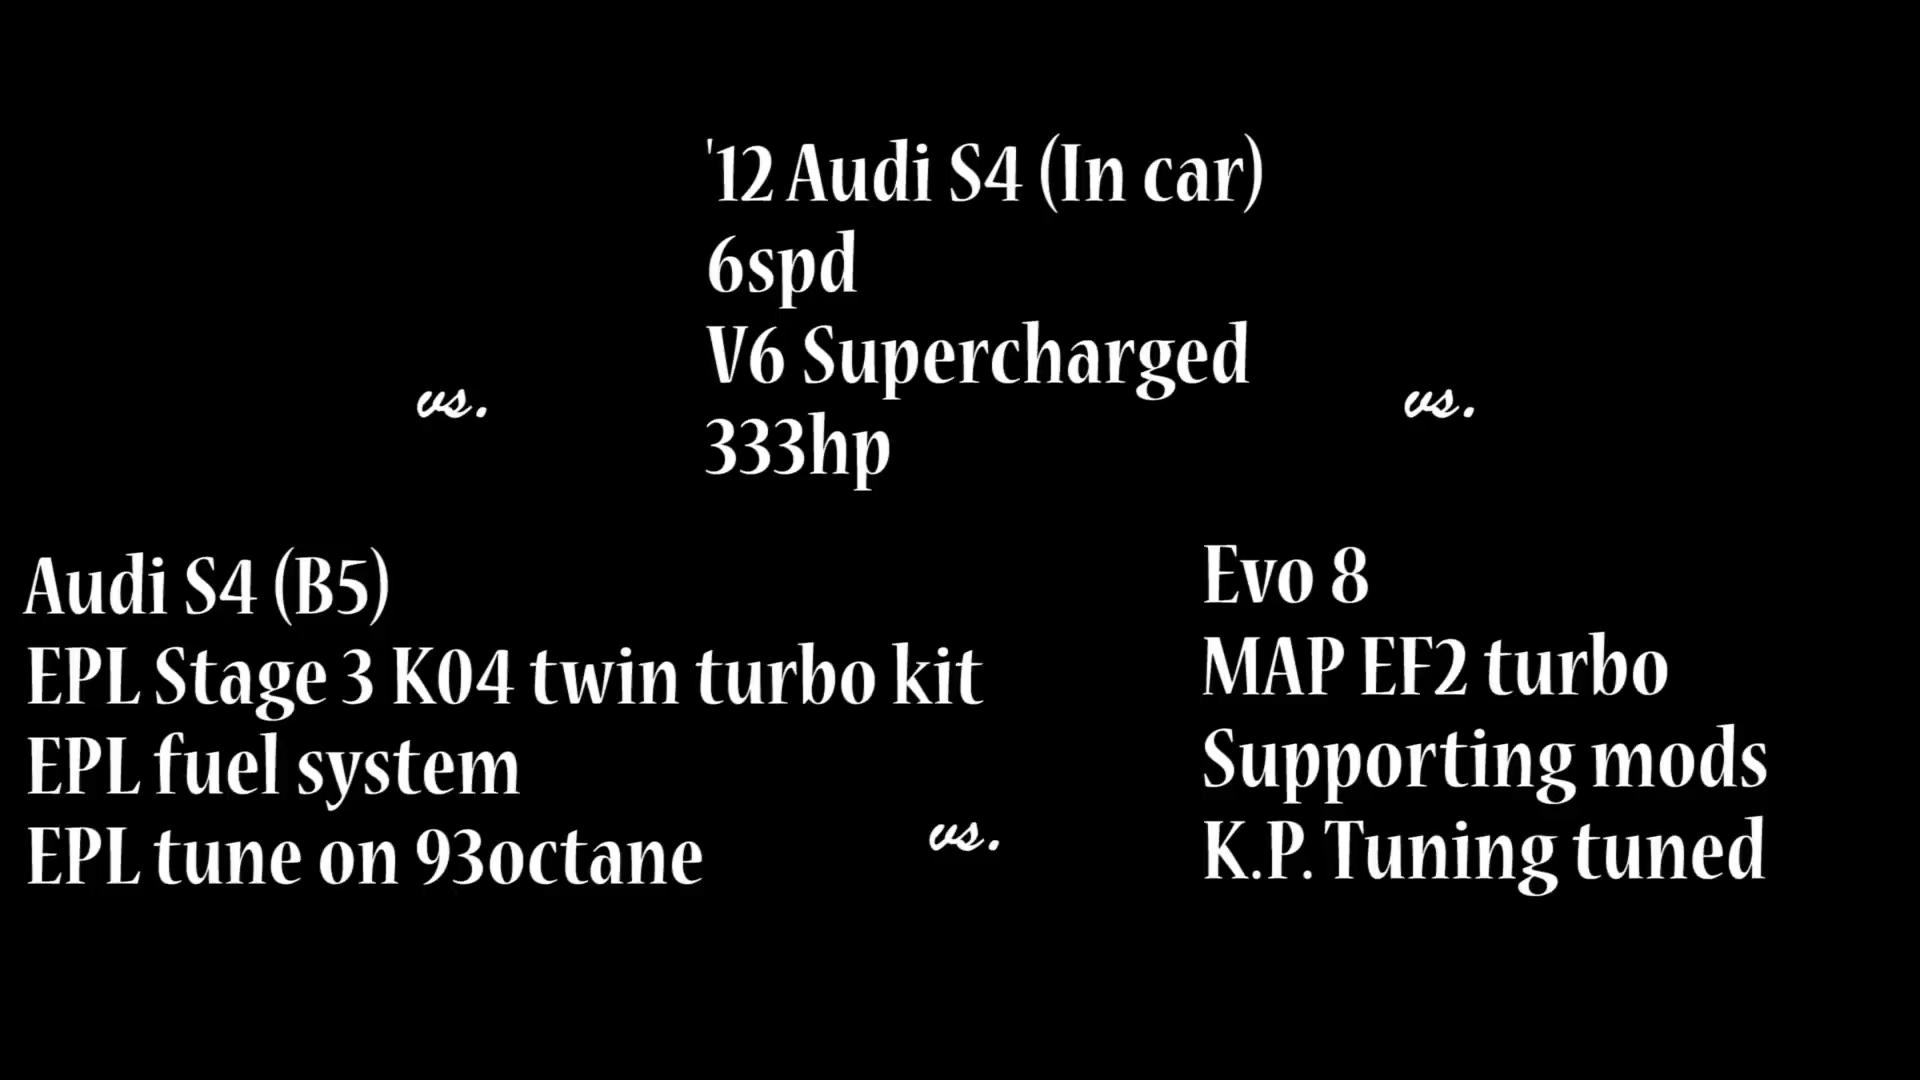 '12 Audi S4 (In car)
6spd
V6 Supercharged
333hp
vs.
vs.
Audi S4 (B5)
EPL Stage 3 K04 twin turbo kit
EPL fuel system
EPL tune on 93octane
vs.
Evo 8
MAP EF2 turbo
Supporting mods
K.P. Tuning tuned